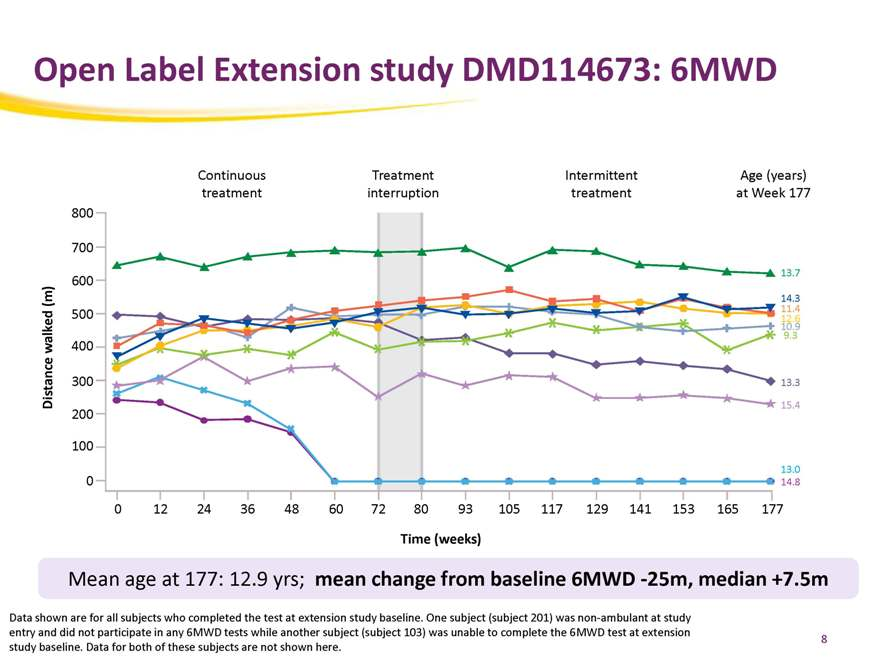 Open Label Extension study DMD114673: 6MWD
Continuous
treatment
Treatment
interruption
Intermittent
treatment
Age (years)
at Week 177
800
700
600
500
400
300
200
100
0
Distance walked (m)
13.7
14.3
11.4
12.6
10.9
9.3
13.3
15.4
13.0
14.8
0 12 24 36 48 60 72 80 93 105 117 129 141 153 165 177
Time (weeks)
Mean age at 177: 12.9 yrs; mean change from baseline 6MWD -25m, median +7.5m
Data shown are for all subjects who completed the test at extension study baseline. One subject (subject 201) was non-ambulant at study
entry and did not participate in any 6MWD tests while another subject (subject 103) was unable to complete the 6MWD test at extension
study baseline. Data for both of these subjects are not shown here.
8